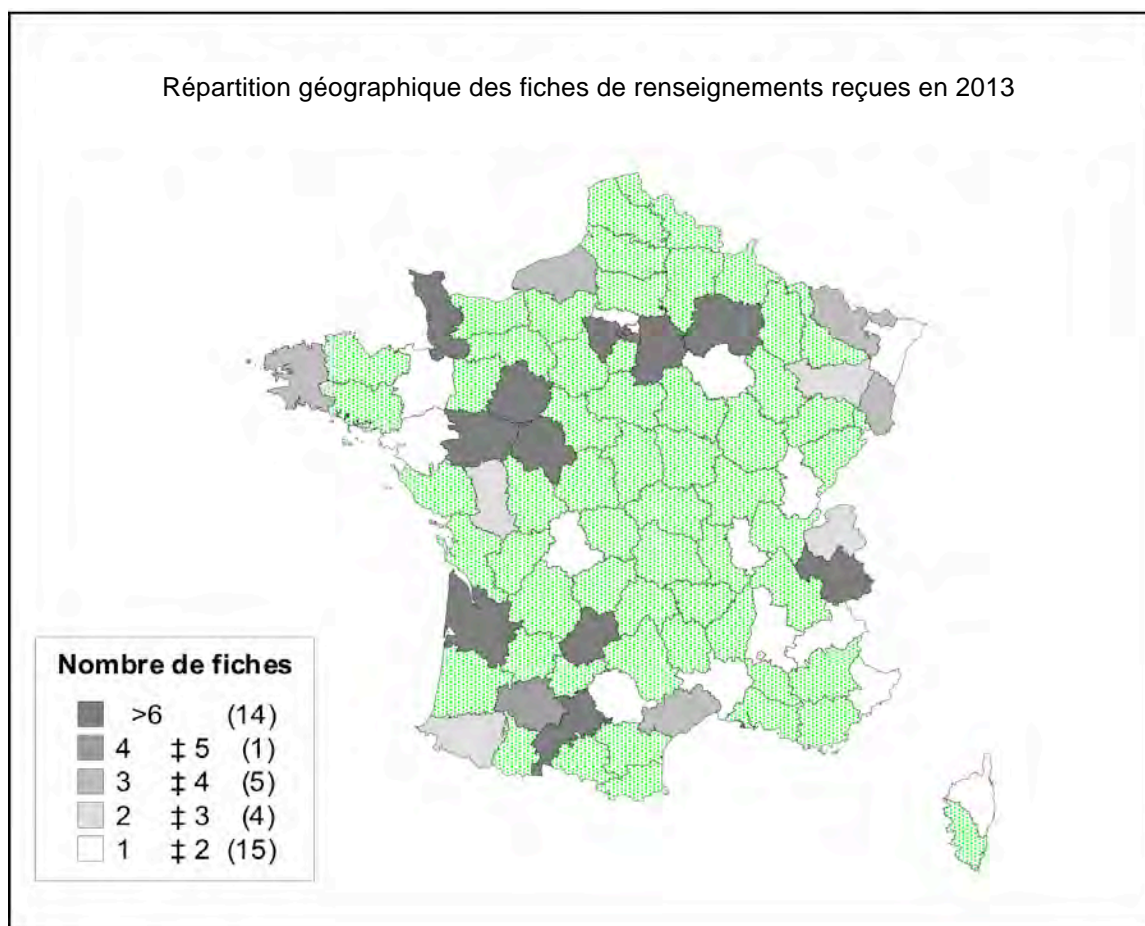 Répartition géographique des fiches de renseignements reçues en 2013
Nombre de fiches
>6 (14)
4 ‡ 5 (1)
3 ‡ 4 (5)
2 ‡ 3 (4)
1 ‡ 2 (15)